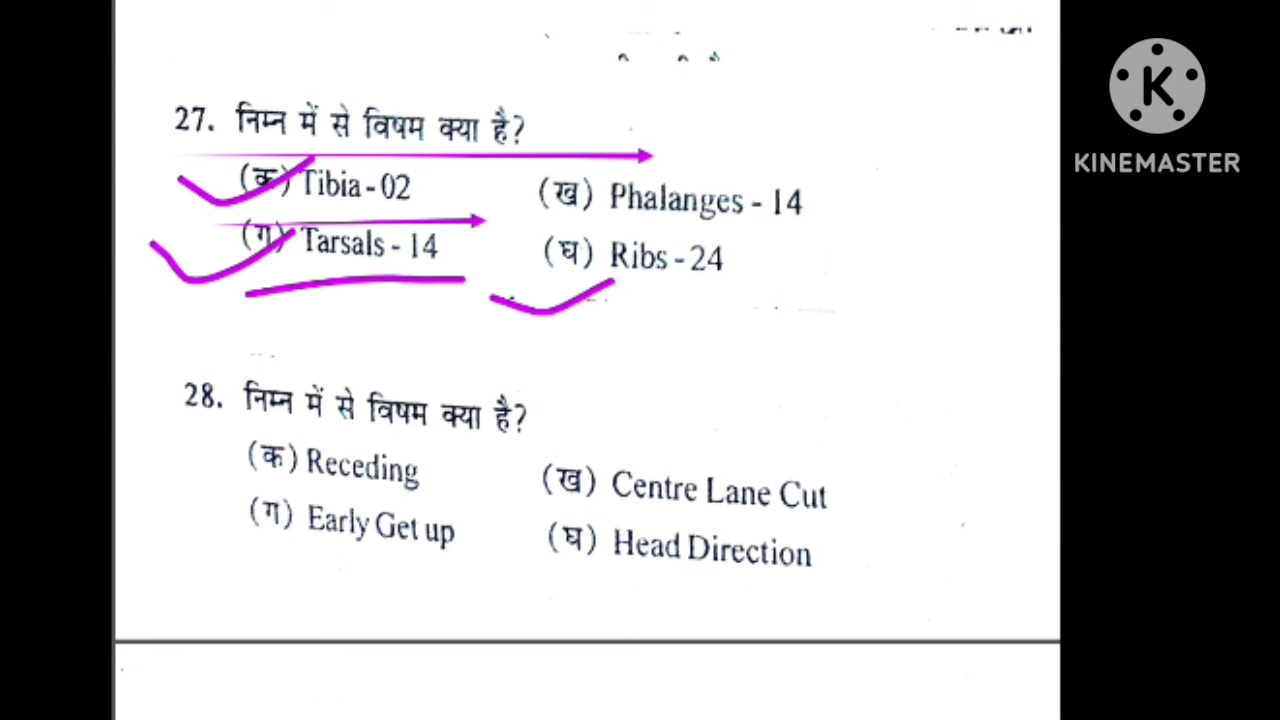 27. निम्न में से विषम क्या है?
(क) Tibia - 02 (ख) Phalanges - 14
(ग) Tarsals - 14 (घ) Ribs - 24
28. निम्न में से विषम क्या है?
(क) Receding (ख) Centre Lane Cut
(ग) Early Get up (घ) Head Direction
KINEMASTER